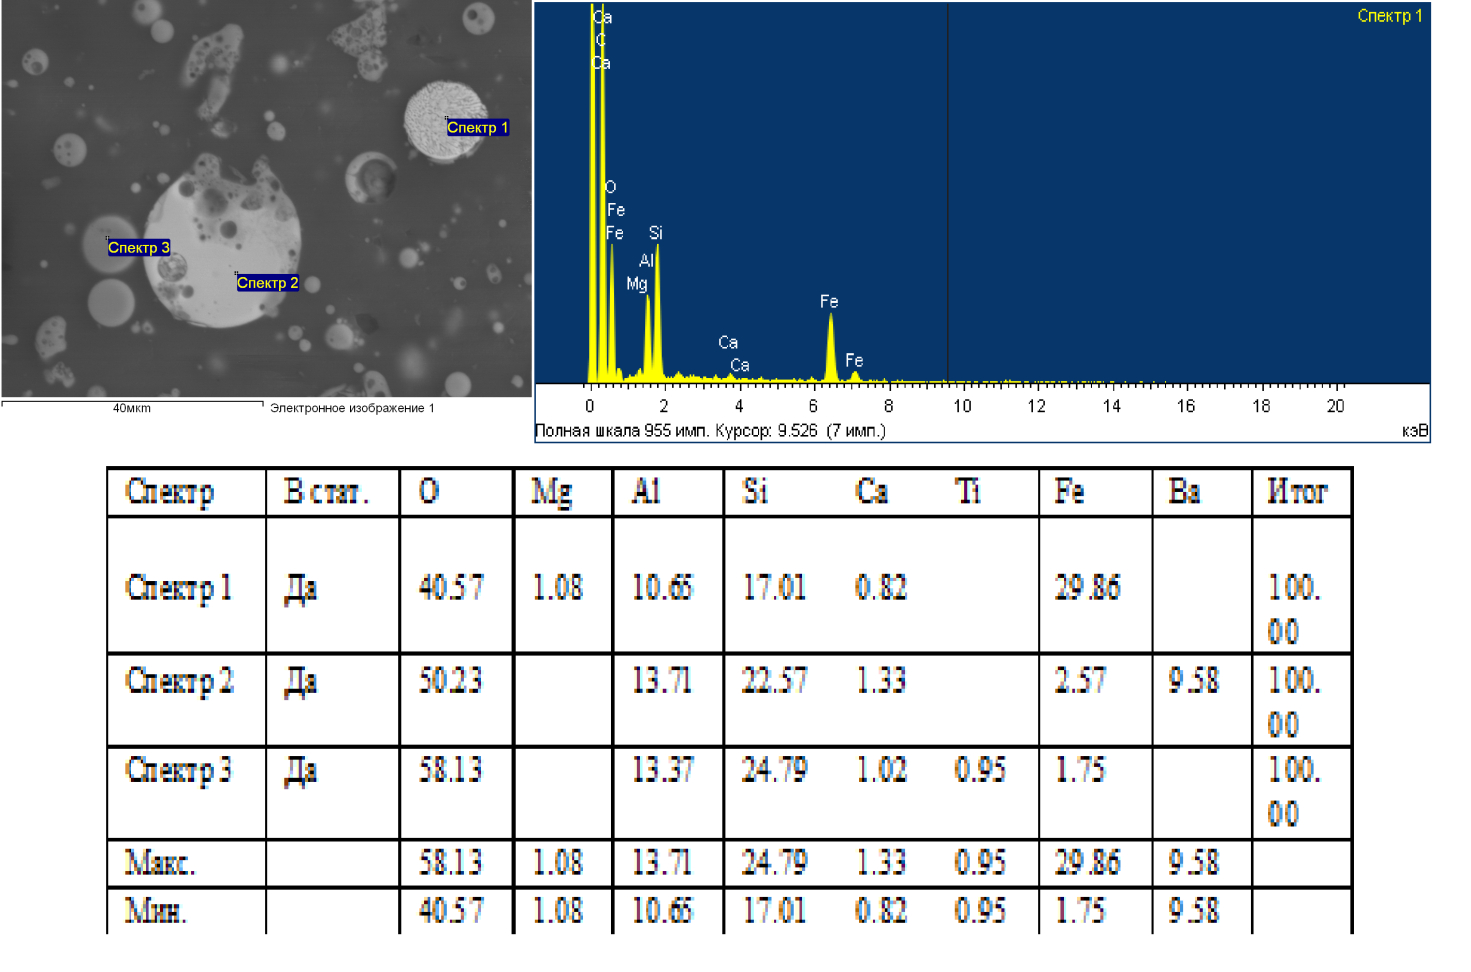 Спектр 1
Спектр 3
Спектр 2
40мкm
Электронное изображение 1
Спектр 1
Ca
C
Ca
O
Fe
Fe
Si
Al
Mg
Ca
Ca
Fe
Fe
0 2 4 6 8 10 12 14 16 18 20
Полная шкала 955 имп. Курсор: 9.526 (7 имп.) кэВ
Спектр В стат. O Mg Al Si Ca Ti Fe Ba Итог
Спектр 1 Да 40.57 1.08 10.65 17.01 0.82 29.86 100.
00
Спектр 2 Да 50.23 13.71 22.57 1.33 2.57 9.58 100.
00
Спектр 3 Да 58.13 13.37 24.79 1.02 0.95 1.75 100.
00
Макс. 58.13 1.08 13.71 24.79 1.33 0.95 29.86 9.58
Мин. 40.57 1.08 10.65 17.01 0.82 0.95 1.75 9.58